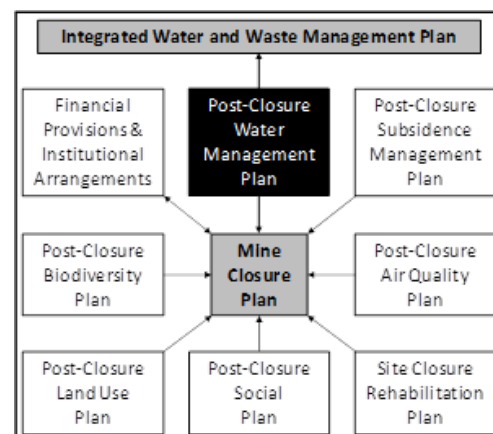 Integrated Water and Waste Management Plan
Financial
Provisions &
Institutional
Arrangements
Post-Closure
Water
Management
Plan
Post-Closure
Subsidence
Management
Plan
Post-Closure
Biodiversity
Plan
Mine
Closure
Plan
Post-Closure
Air Quality
Plan
Post-Closure
Land Use
Plan
Post-Closure
Social
Plan
Site Closure
Rehabilitation
Plan